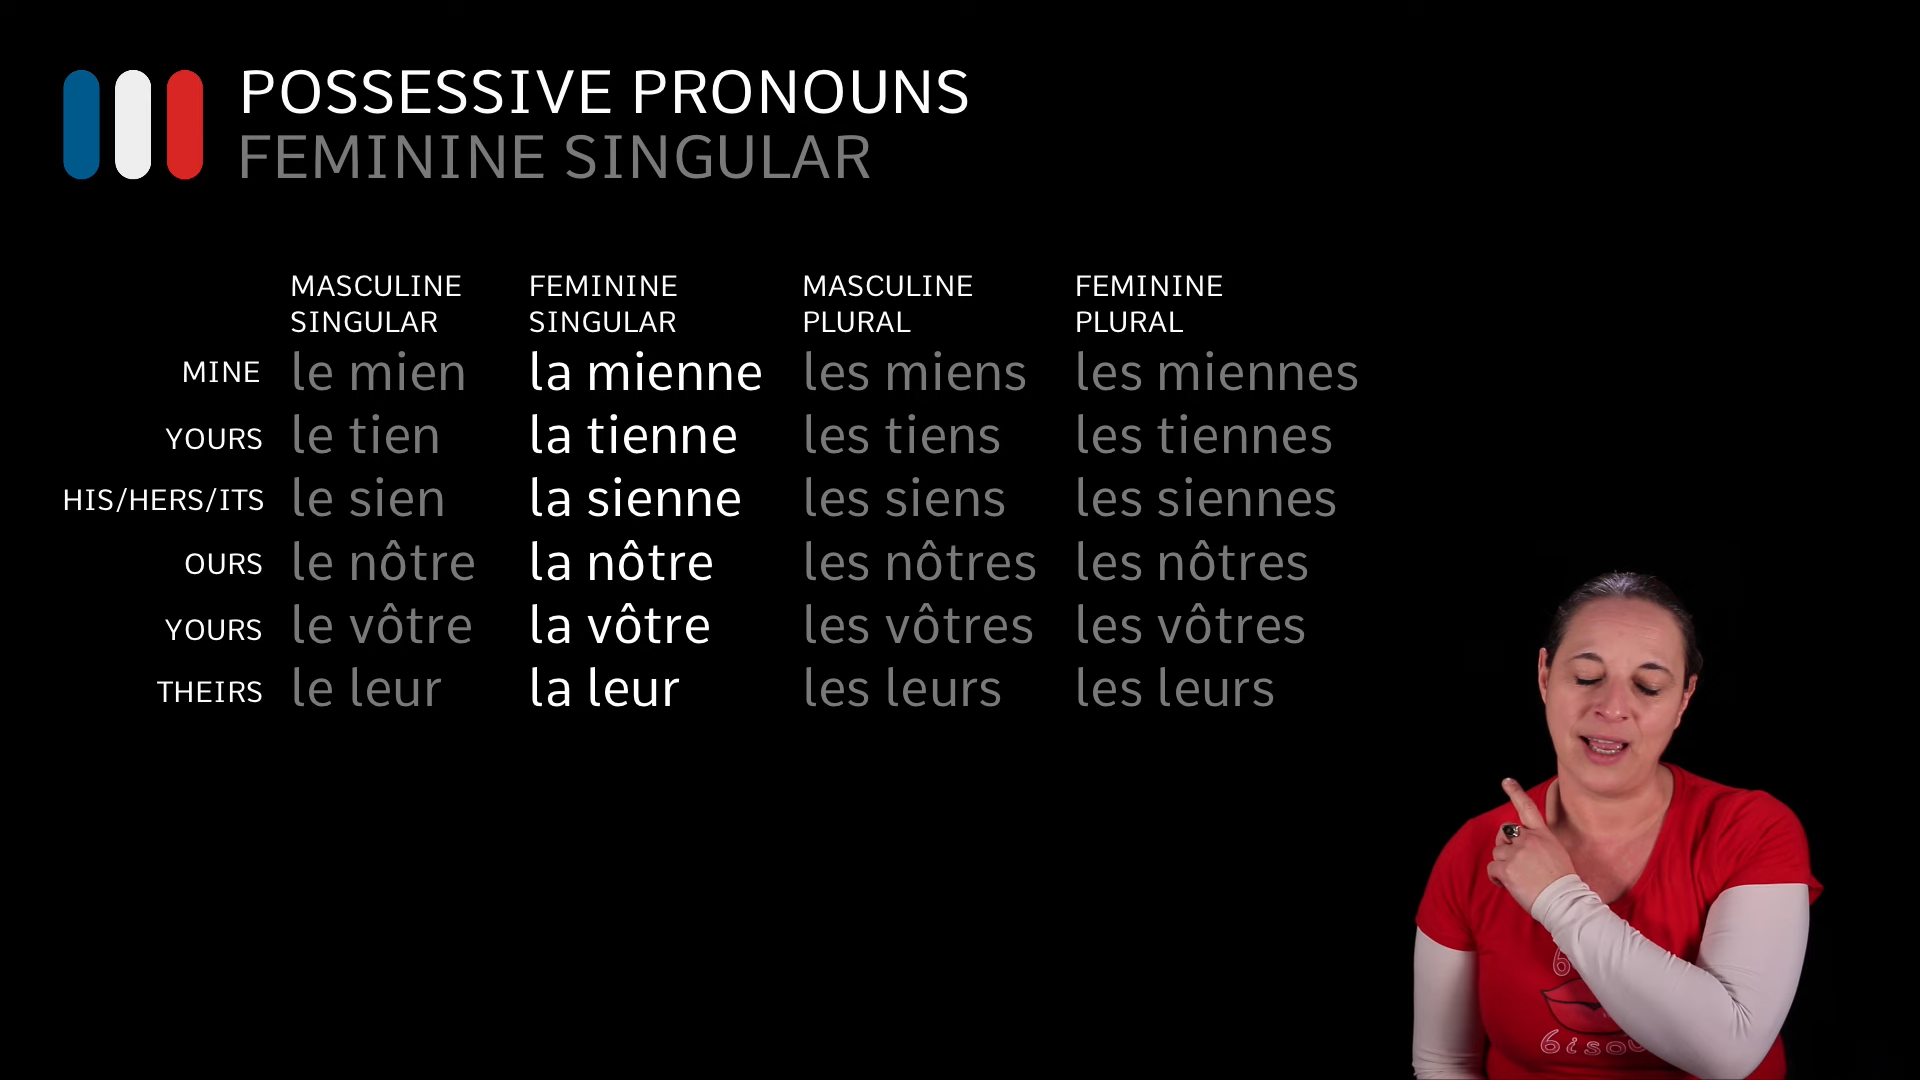 POSSESSIVE PRONOUNS
FEMININE SINGULAR
MASCULINE SINGULAR FEMININE SINGULAR MASCULINE PLURAL FEMININE PLURAL
MINE le mien la mienne les miens les miennes
YOURS le tien la tienne les tiens les tiennes
HIS/HERS/ITS le sien la sienne les siens les siennes
OURS le nôtre la nôtre les nôtres les nôtres
YOURS le vôtre la vôtre les vôtres les vôtres
THEIRS le leur la leur les leurs les leurs